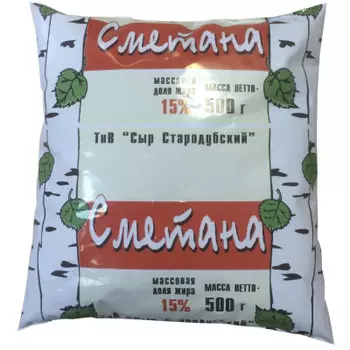 Сметана
массовая доля жира 15% МАССА НЕТТО- 500 г
ТнВ "Сыр Стародубский"
Сметана
массовая доля жира 15% МАССА НЕТТО- 500 г